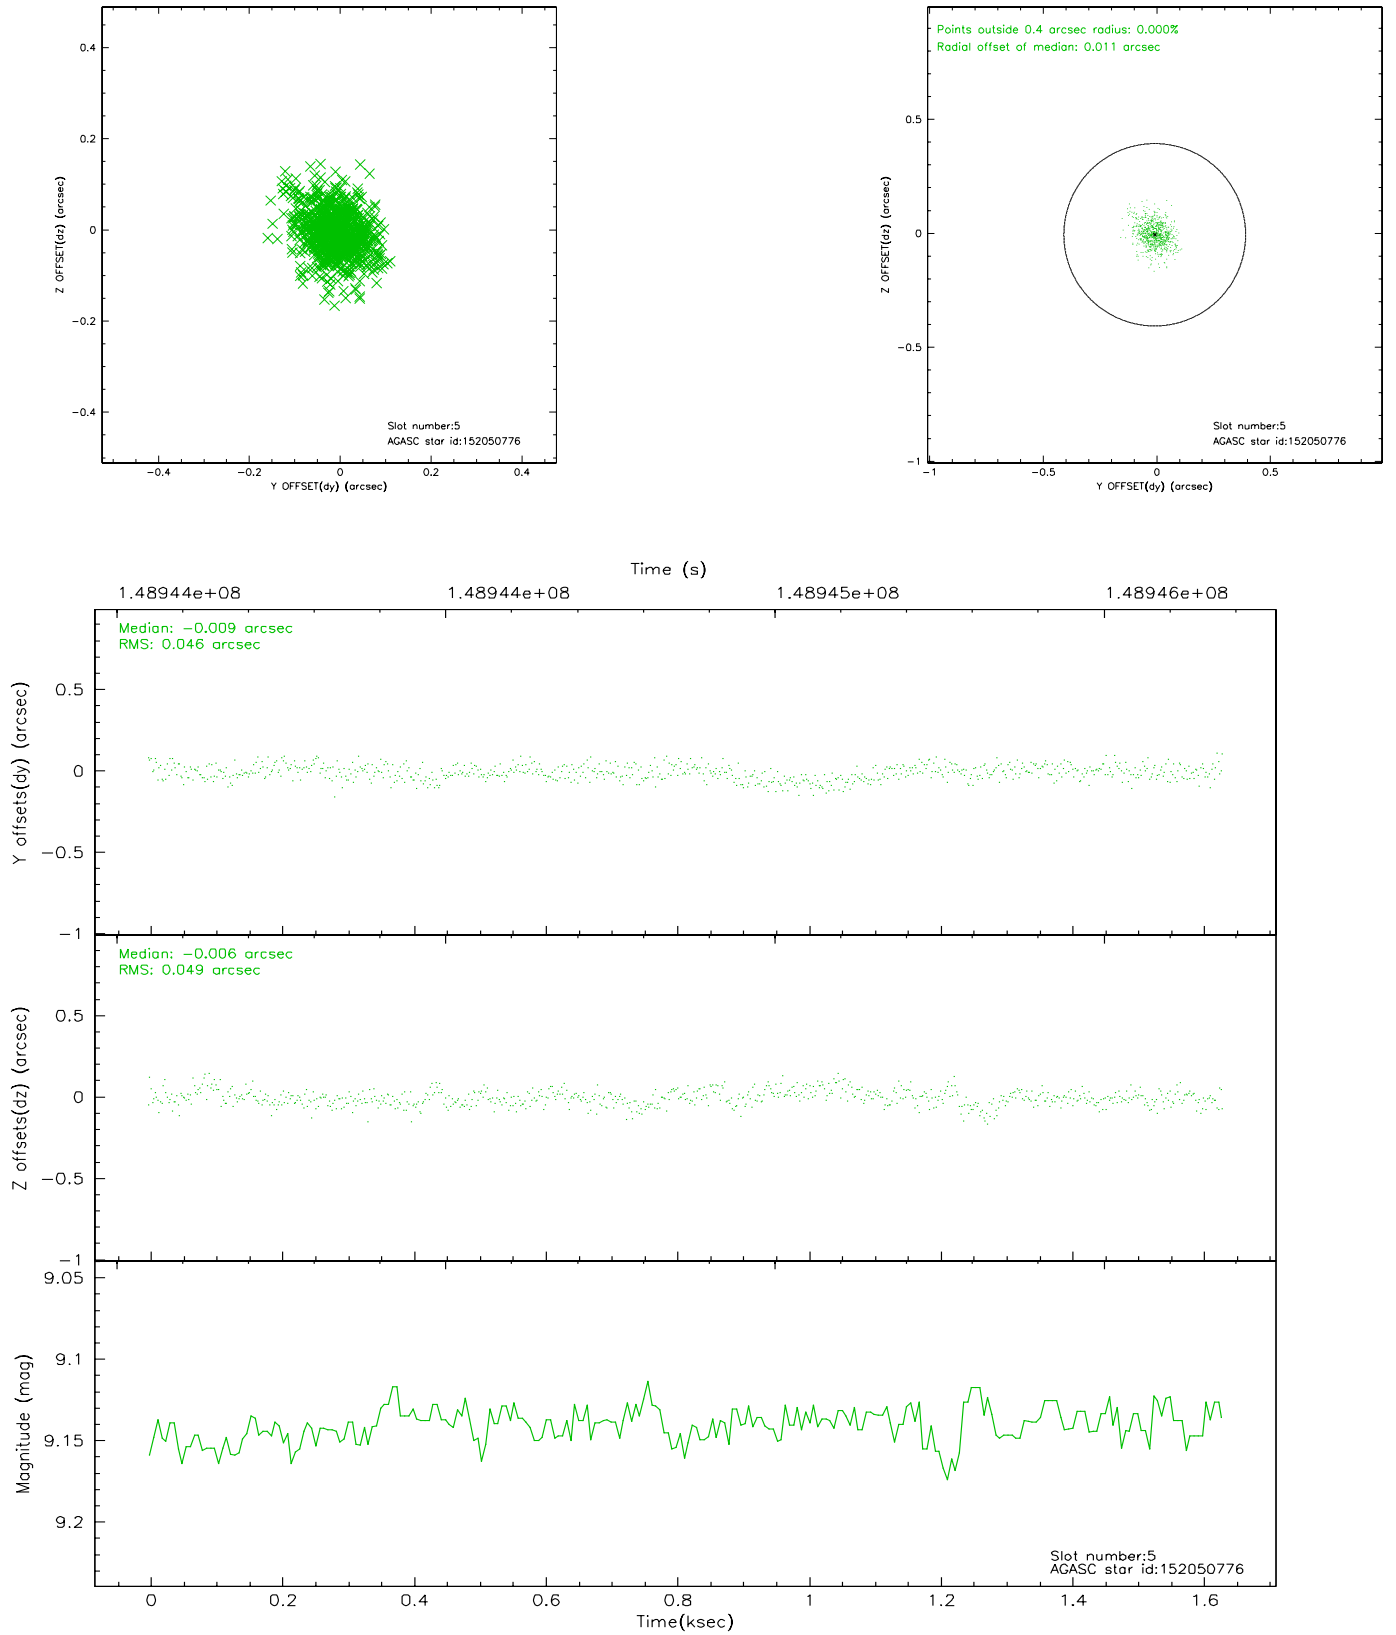 0.4
0.2
0
−0.2
−0.4
Z OFFSET(dz) (arcsec)
Slot number:5
AGASC star id:152050776
−0.4 −0.2 0 0.2 0.4
Y OFFSET(dy) (arcsec)
Points outside 0.4 arcsec radius: 0.000%
Radial offset of median: 0.011 arcsec
0.5
0
−0.5
−1
Z OFFSET(dz) (arcsec)
Slot number:5
AGASC star id:152050776
−1 −0.5 0 0.5
Y OFFSET(dy) (arcsec)
Time (s)
1.48944e+08 1.48944e+08 1.48945e+08 1.48946e+08
Median: −0.009 arcsec
RMS: 0.046 arcsec
0.5
0
−0.5
−1
Y offsets(dy) (arcsec)
Median: −0.006 arcsec
RMS: 0.049 arcsec
0.5
0
−0.5
−1
Z offsets(dz) (arcsec)
9.05
9.1
9.15
9.2
Magnitude (mag)
Slot number:5
AGASC star id:152050776
0 0.2 0.4 0.6 0.8 1 1.2 1.4 1.6
Time(ksec)